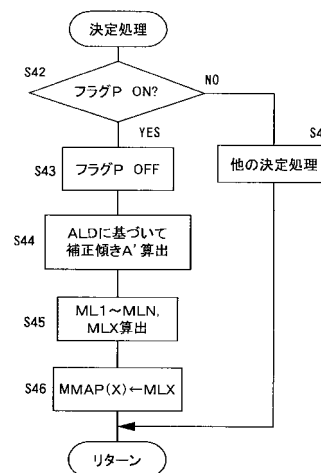 決定処理
S42
フラグP ON?
NO
YES
S43
フラグP OFF
他の決定処理
S44
ALDに基づいて
補正傾きA'算出
S45
ML1～MLN,
MLX算出
S46
MMAP(X)←MLX
リターン